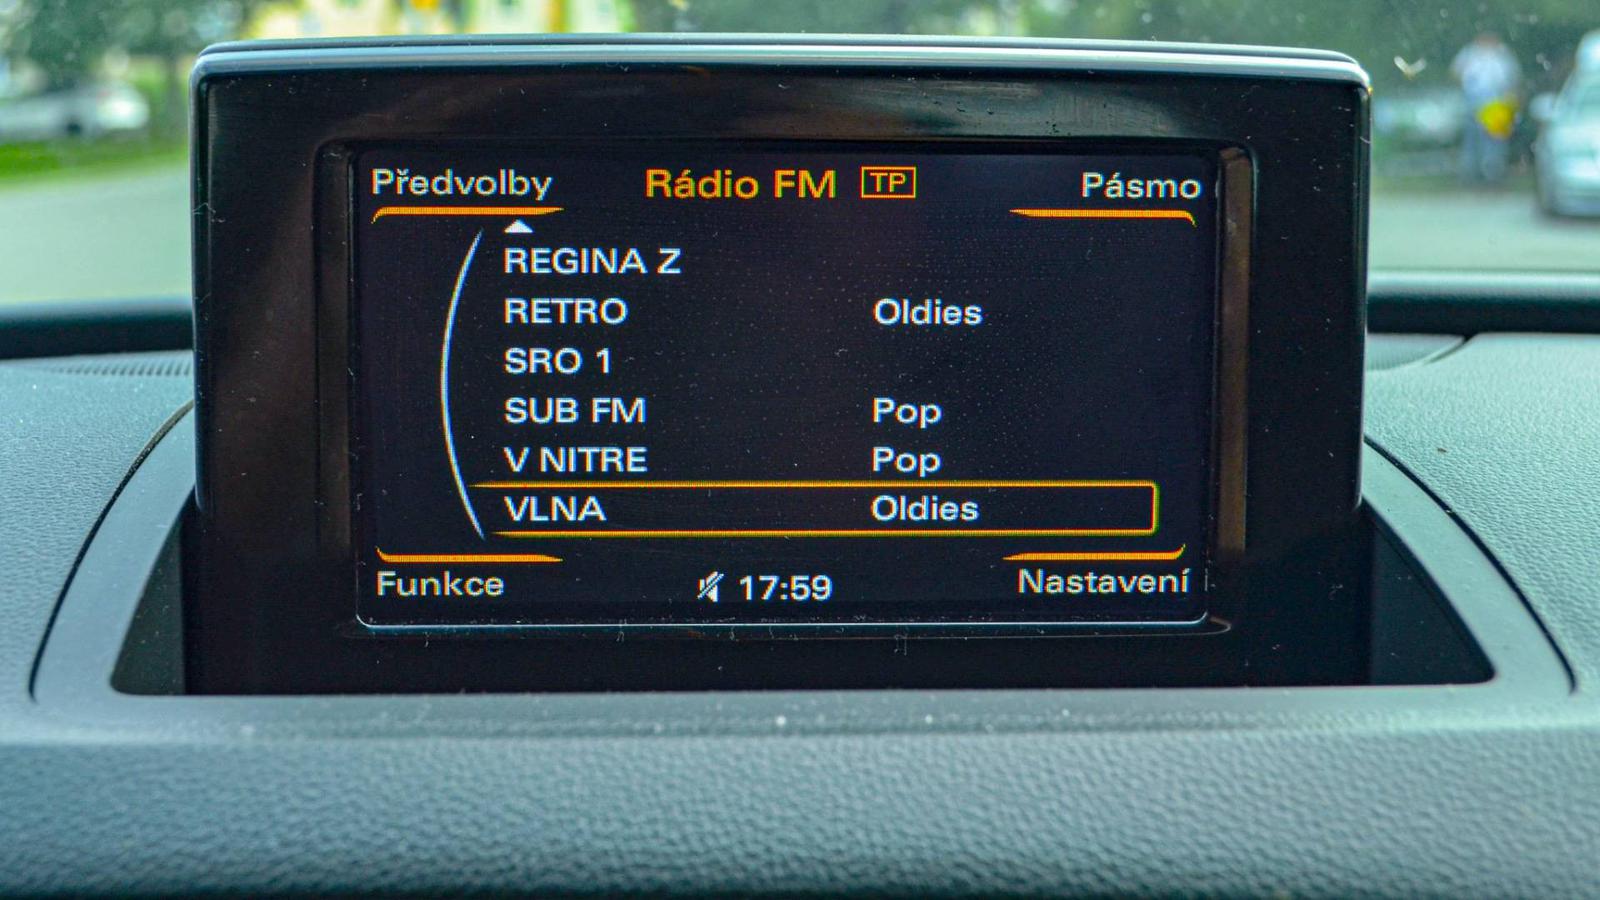 Předvolby Rádio FM TP Pásmo
REGINA Z
RETRO Oldies
SRO 1
SUB FM Pop
V NITRE Pop
VLNA Oldies
Funkce 17:59 Nastavení